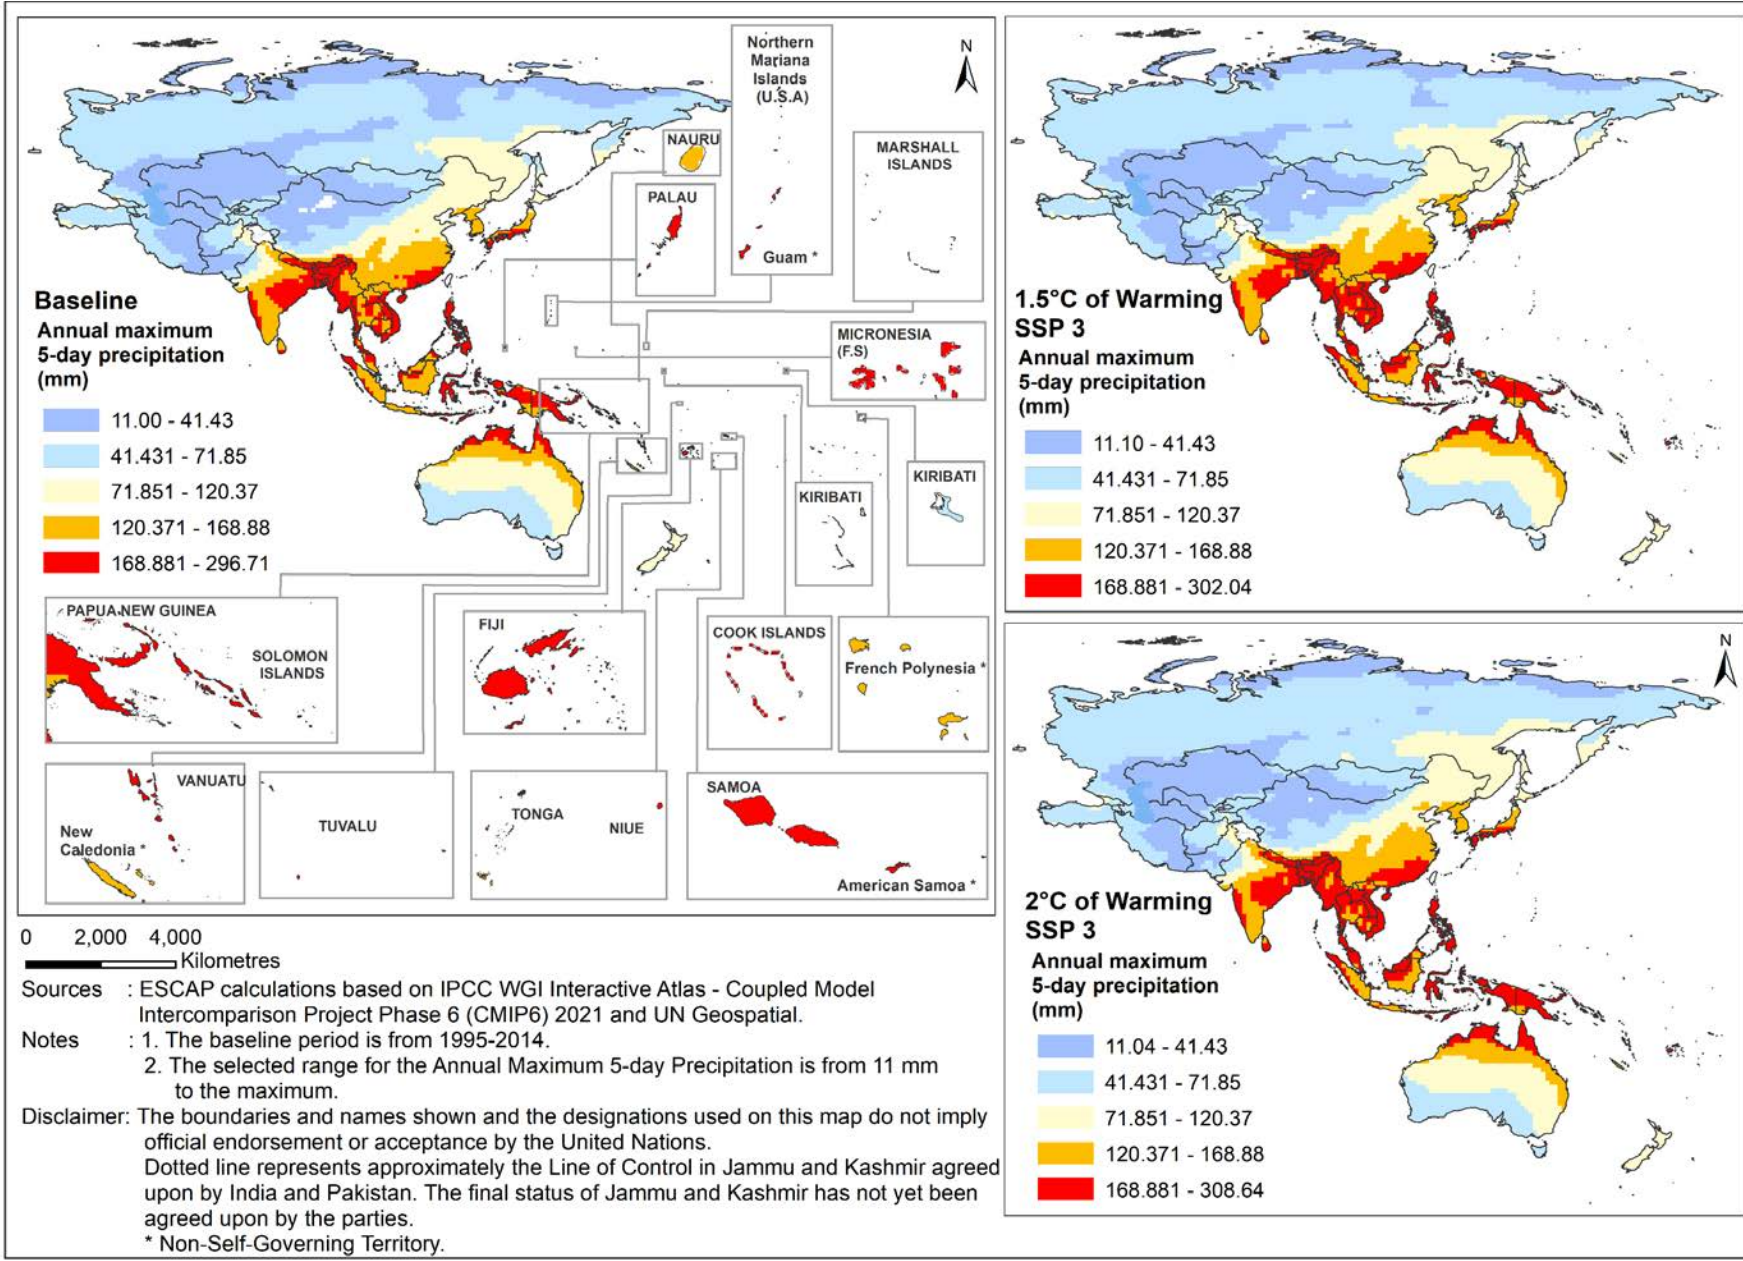 Northern
Mariana
Islands
(U.S.A)
N
NAURU
MARSHALL
ISLANDS
PALAU
Guam *
MICRONESIA
(F.S)
KIRIBATI
KIRIBATI
Baseline
Annual maximum
5-day precipitation
(mm)
11.00 - 41.43
41.431 - 71.85
71.851 - 120.37
120.371 - 168.88
168.881 - 296.71
PAPUA NEW GUINEA
SOLOMON
ISLANDS
FIJI
COOK ISLANDS
French Polynesia *
VANUATU
New
Caledonia *
TUVALU
TONGA
NIUE
SAMOA
American Samoa *
1.5°C of Warming
SSP 3
Annual maximum
5-day precipitation
(mm)
11.10 - 41.43
41.431 - 71.85
71.851 - 120.37
120.371 - 168.88
168.881 - 302.04
N
2°C of Warming
SSP 3
Annual maximum
5-day precipitation
(mm)
11.04 - 41.43
41.431 - 71.85
71.851 - 120.37
120.371 - 168.88
168.881 - 308.64
0 2,000 4,000
Kilometres
Sources : ESCAP calculations based on IPCC WGI Interactive Atlas - Coupled Model
Intercomparison Project Phase 6 (CMIP6) 2021 and UN Geospatial.
Notes : 1. The baseline period is from 1995-2014.
2. The selected range for the Annual Maximum 5-day Precipitation is from 11 mm
to the maximum.
Disclaimer: The boundaries and names shown and the designations used on this map do not imply
official endorsement or acceptance by the United Nations.
Dotted line represents approximately the Line of Control in Jammu and Kashmir agreed
upon by India and Pakistan. The final status of Jammu and Kashmir has not yet been
agreed upon by the parties.
* Non-Self-Governing Territory.